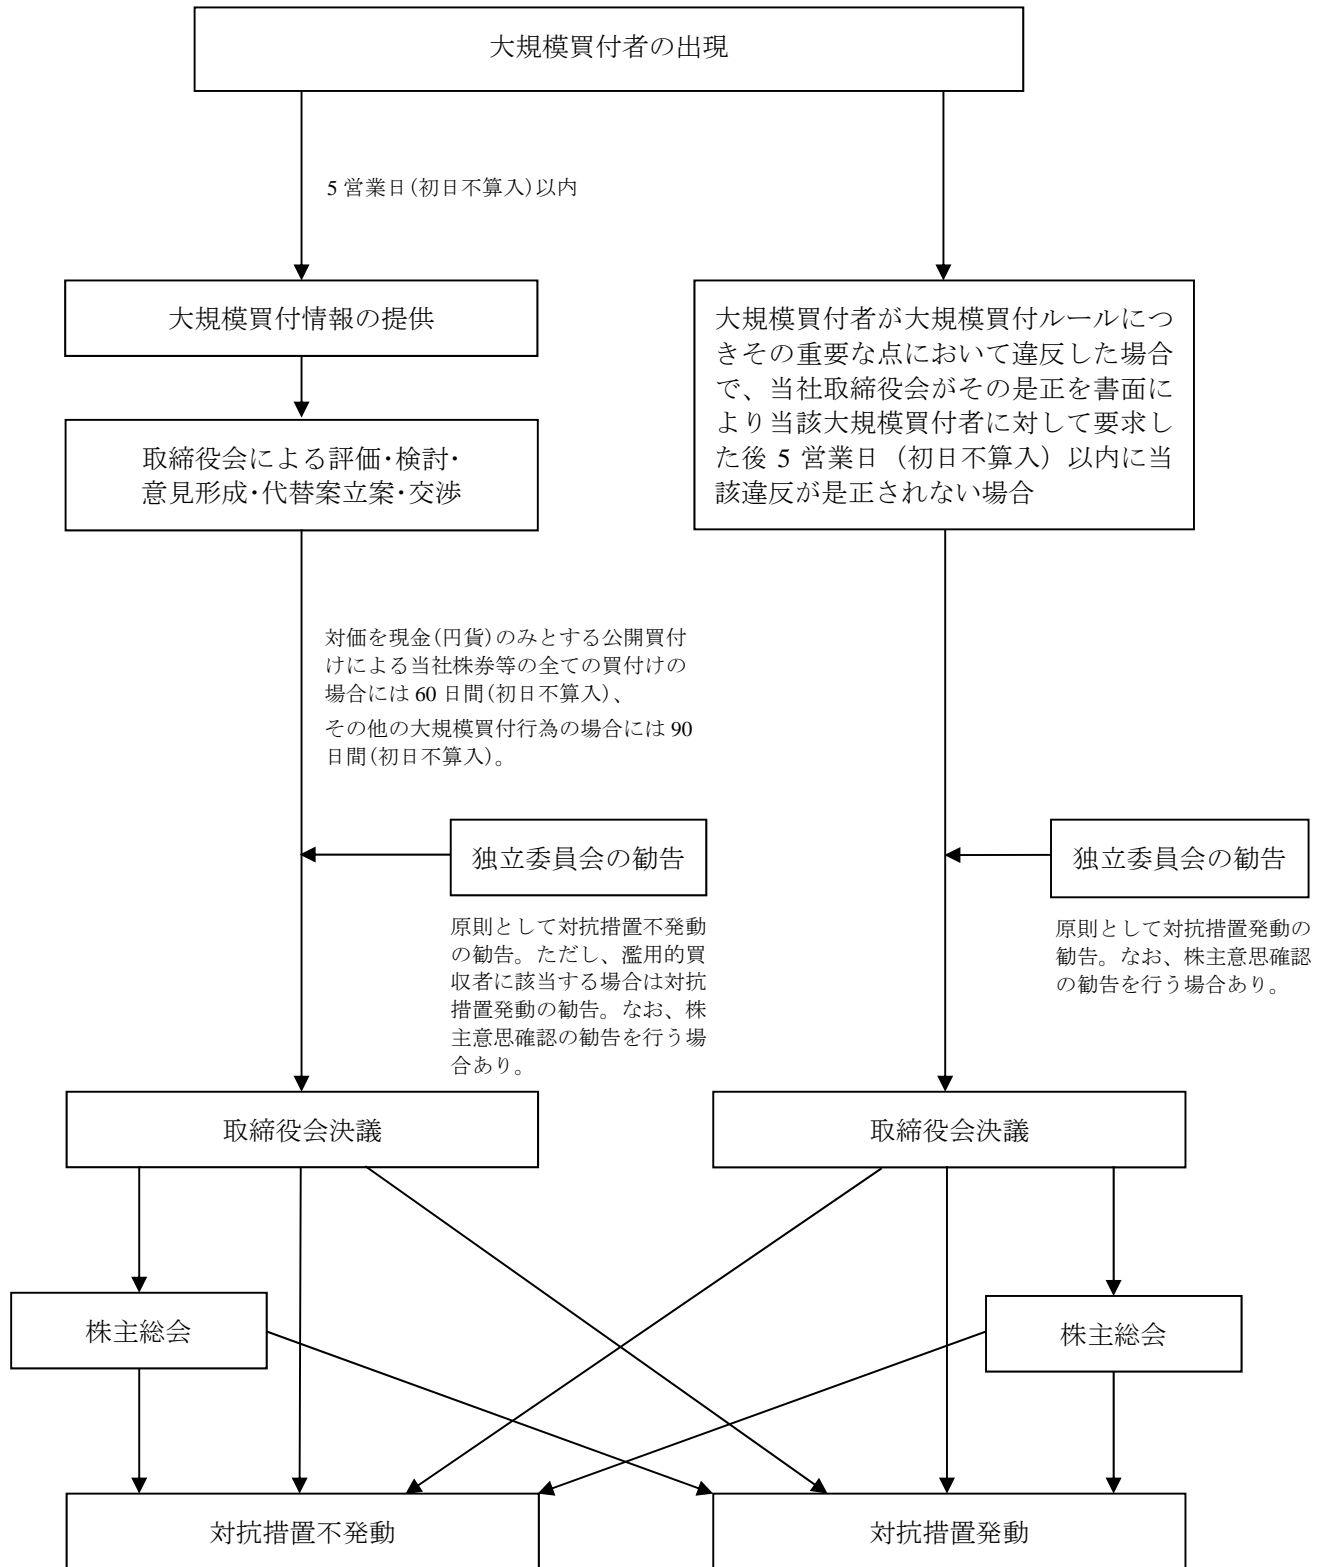 大規模買付者の出現
5 営業日(初日不算入)以内
大規模買付情報の提供
大規模買付者が大規模買付ルールにつ
きその重要な点において違反した場合
で、当社取締役会がその是正を書面に
より当該大規模買付者に対して要求し
た後 5 営業日（初日不算入）以内に当
該違反が是正されない場合
取締役会による評価・検討・
意見形成・代替案立案・交渉
対価を現金(円貨)のみとする公開買付
けによる当社株券等の全ての買付けの
場合には 60 日間(初日不算入)、
その他の大規模買付行為の場合には 90
日間(初日不算入)。
独立委員会の勧告
原則として対抗措置不発動
の勧告。ただし、濫用的買
収者に該当する場合は対抗
措置発動の勧告。なお、株
主意思確認の勧告を行う場
合あり。
独立委員会の勧告
原則として対抗措置発動の
勧告。なお、株主意思確認
の勧告を行う場合あり。
取締役会決議
取締役会決議
株主総会
株主総会
対抗措置不発動
対抗措置発動